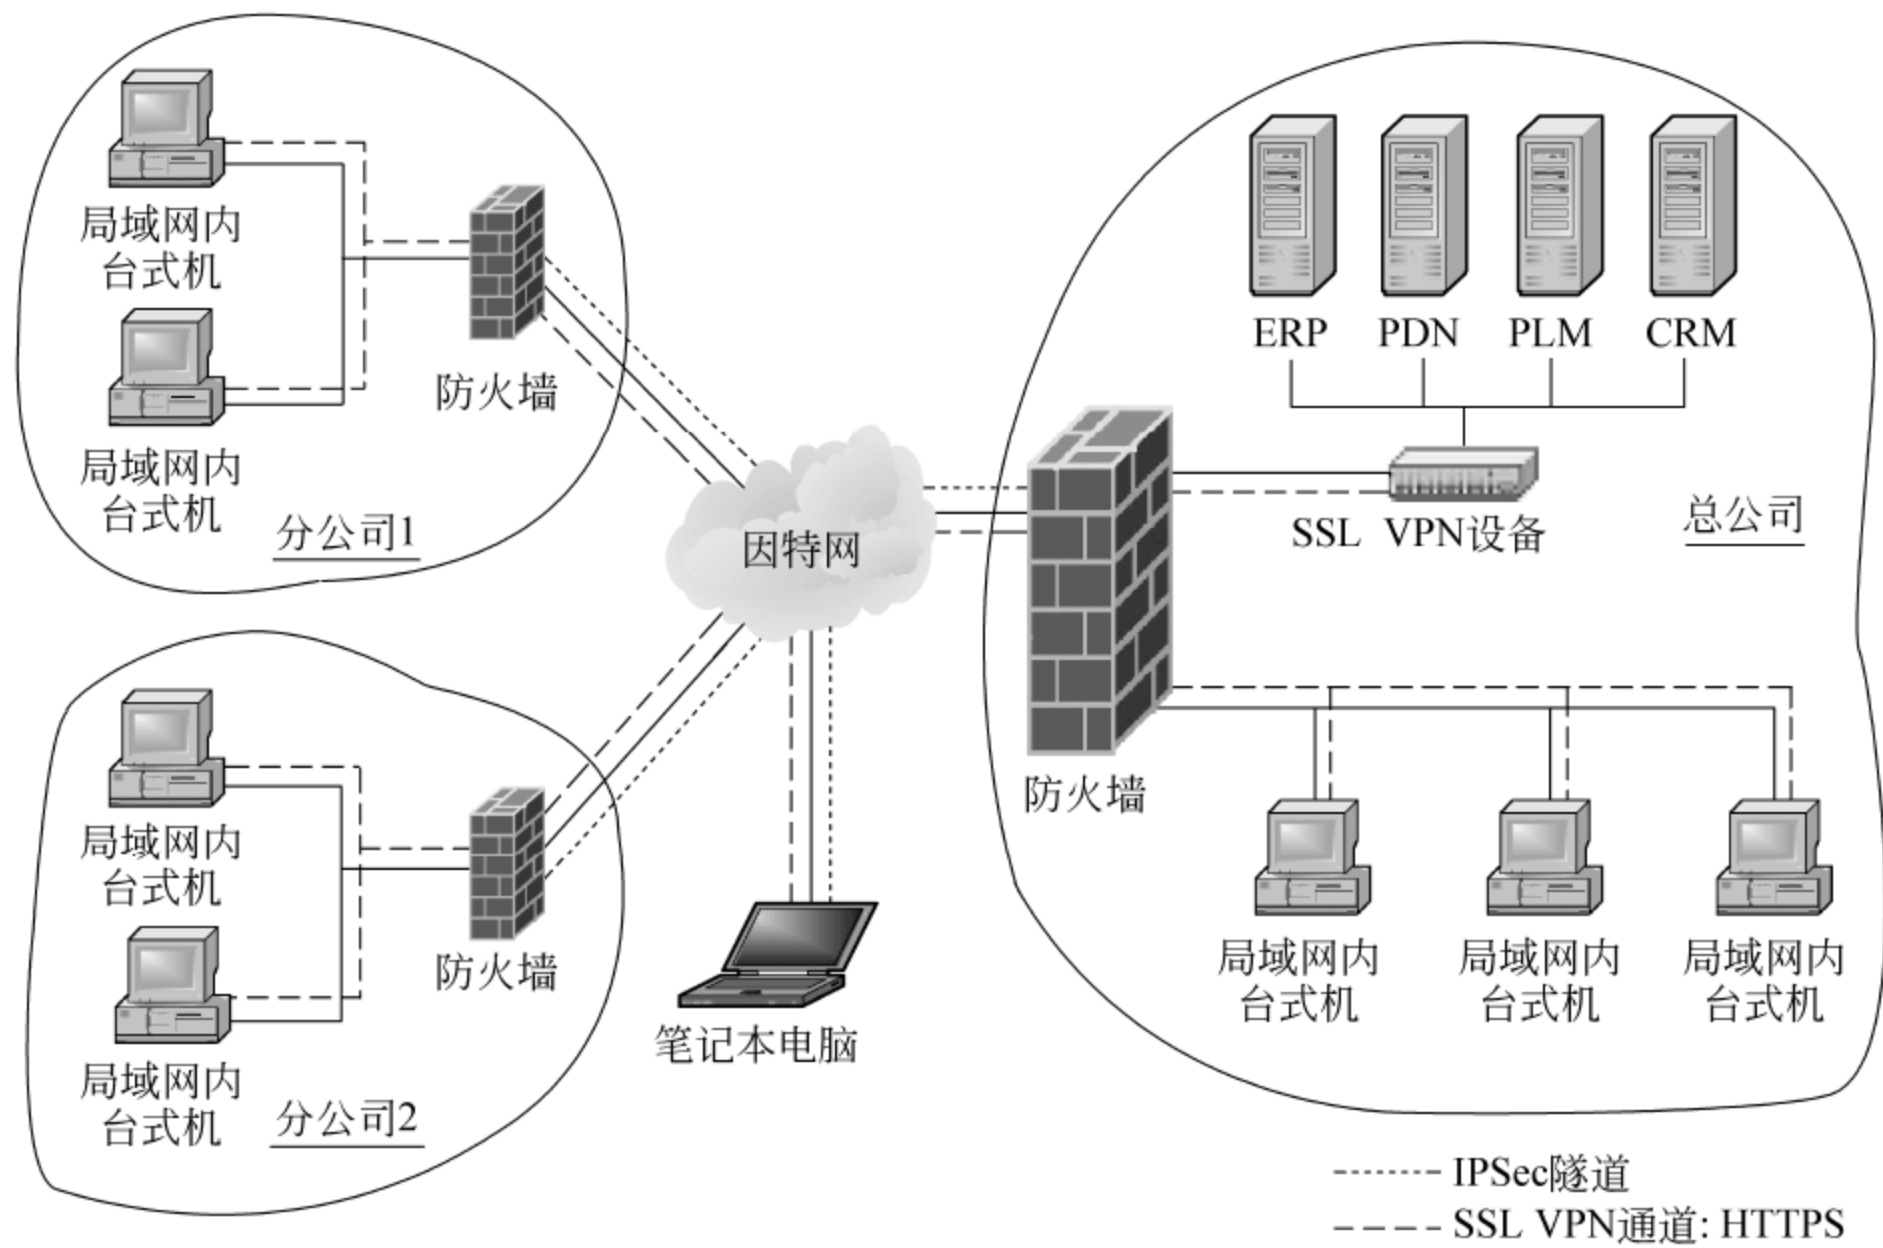 局域网内
台式机
局域网内
台式机
防火墙
分公司1
ERP PDN PLM CRM
SSL VPN设备
总公司
因特网
防火墙
局域网内
台式机
局域网内
台式机
局域网内
台式机
局域网内
台式机
局域网内
台式机
防火墙
分公司2
笔记本电脑
IPSec隧道
SSL VPN通道: HTTPS